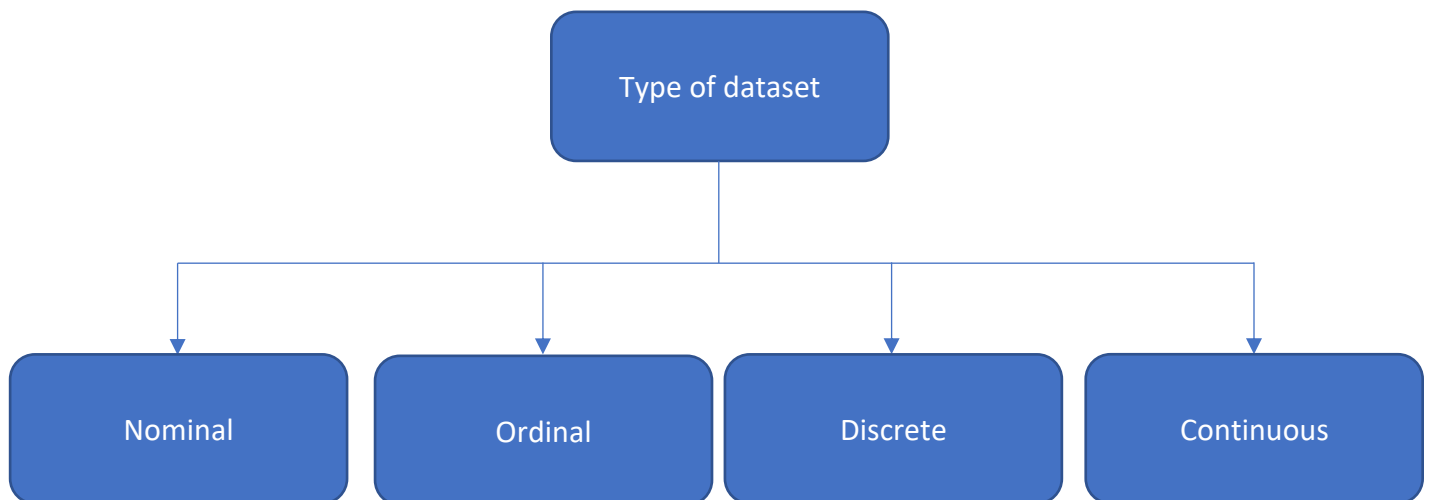 Type of dataset
Nominal
Ordinal
Discrete
Continuous